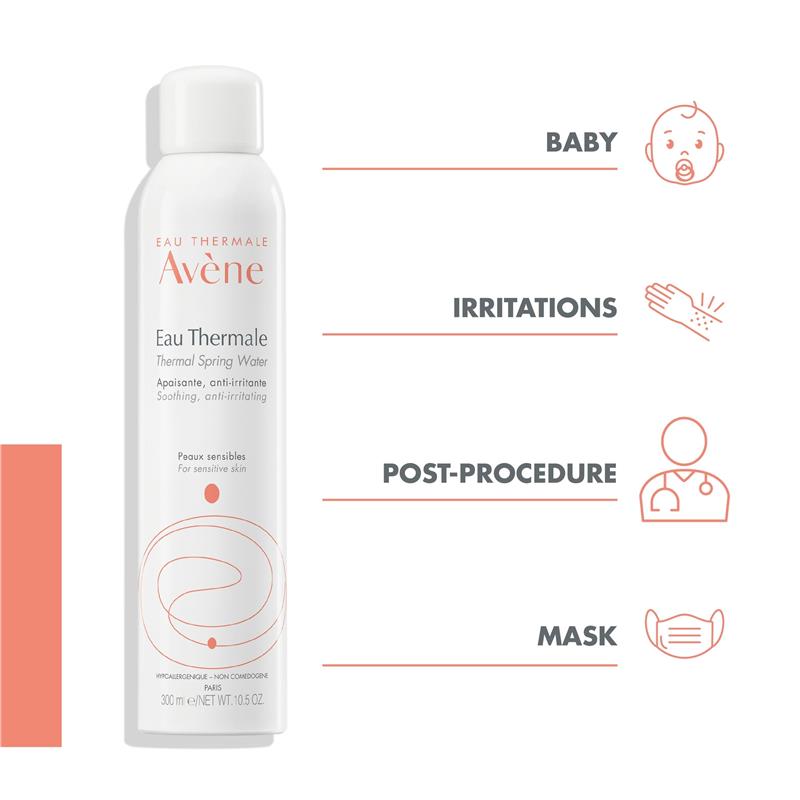 EAU THERMALE
Avène
Eau Thermale
Thermal Spring Water
Apaisante, anti-irritante
Soothing, anti-irritating
Peaux sensibles
For sensitive skin
HYPOALLERGENIQUE – NON COMEDOGENE
PARIS
300 ml e/NET WT. 10.5 OZ.
BABY
IRRITATIONS
POST-PROCEDURE
MASK